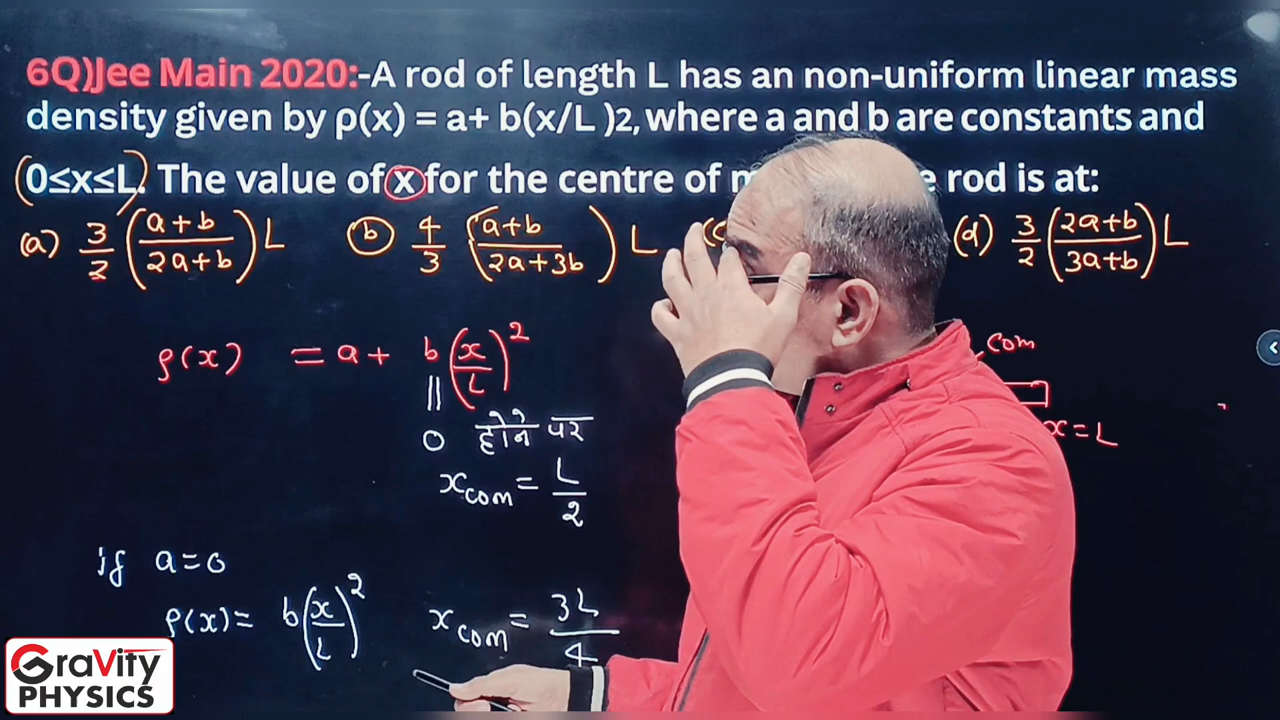 6Q)Jee Main 2020:-A rod of length L has an non-uniform linear mass
density given by ρ(x) = a+ b(x/L )2, where a and b are constants and
0≤x≤L. The value of x for the centre of rod is at:
(a) 3/2 (a+b/2a+b) L (b) 4/3 (a+b/2a+3b) L (c (d) 3/2 (2a+b/3a+b) L
ρ(x) = a+ b(x/L)²
com
||
0 होने पर
x=L
x_com = L/2
if a=0
ρ(x)= b(x/L)² x_com = 3L/4
GraVity
PHYSICS